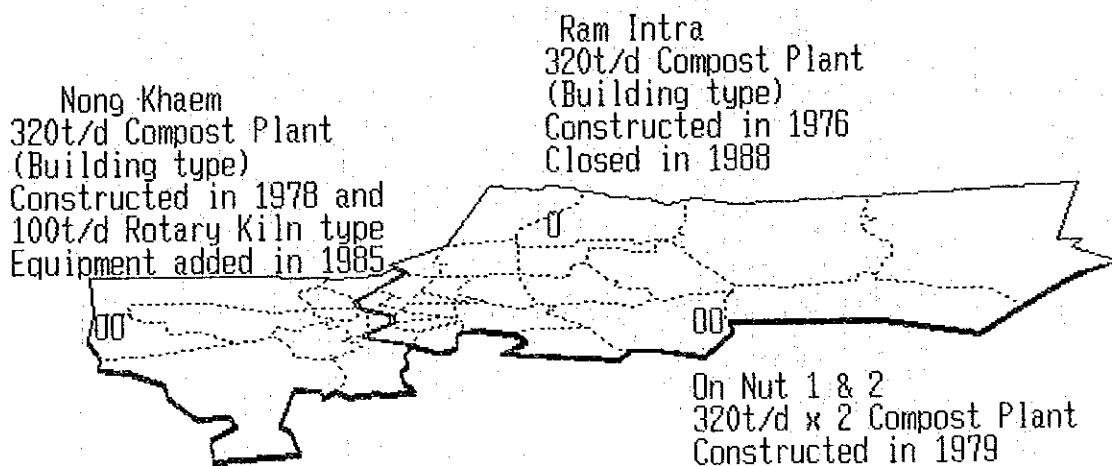 Ram Intra
320t/d Compost Plant
(Building type)
Constructed in 1976
Closed in 1988
Nong Khaem
320t/d Compost Plant
(Building type)
Constructed in 1978 and
100t/d Rotary Kiln type
Equipment added in 1985
On Nut 1 & 2
320t/d x 2 Compost Plant
Constructed in 1979